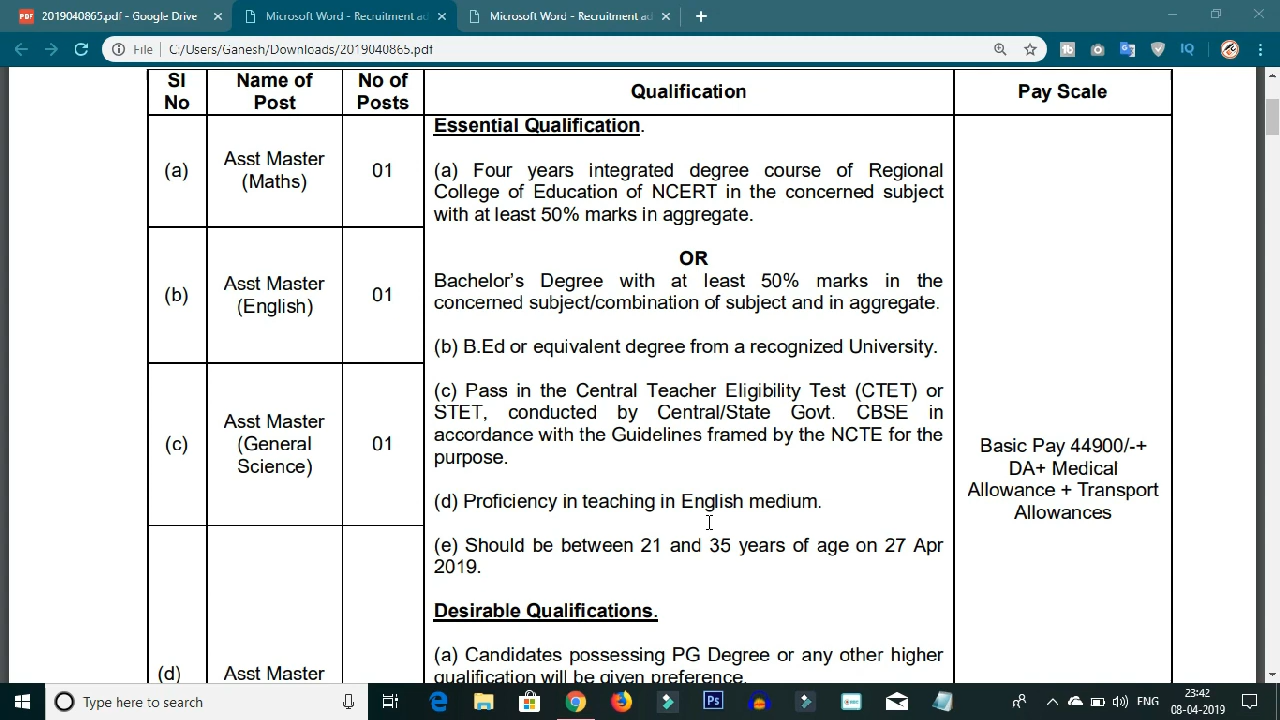 2019040865.pdf - Google Drive
Microsoft Word - Recruitment ad
Microsoft Word - Recruitment ad
File | C:/Users/Ganesh/Downloads/2019040865.pdf
Sl No
Name of Post
No of Posts
Qualification
Pay Scale
(a)
Asst Master
(Maths)
01
Essential Qualification.
(a) Four years integrated degree course of Regional
College of Education of NCERT in the concerned subject
with at least 50% marks in aggregate.
OR
Bachelor's Degree with at least 50% marks in the
concerned subject/combination of subject and in aggregate.
(b)
Asst Master
(English)
01
(b) B.Ed or equivalent degree from a recognized University.
(c) Pass in the Central Teacher Eligibility Test (CTET) or
STET, conducted by Central/State Govt. CBSE in
accordance with the Guidelines framed by the NCTE for the
purpose.
(c)
Asst Master
(General
Science)
01
(d) Proficiency in teaching in English medium.
(e) Should be between 21 and 35 years of age on 27 Apr
2019.
Desirable Qualifications.
(a) Candidates possessing PG Degree or any other higher
qualification will be given preference.
(d)
Asst Master
Basic Pay 44900/-+
DA+ Medical
Allowance + Transport
Allowances
Type here to search
ENG
23:42
08-04-2019